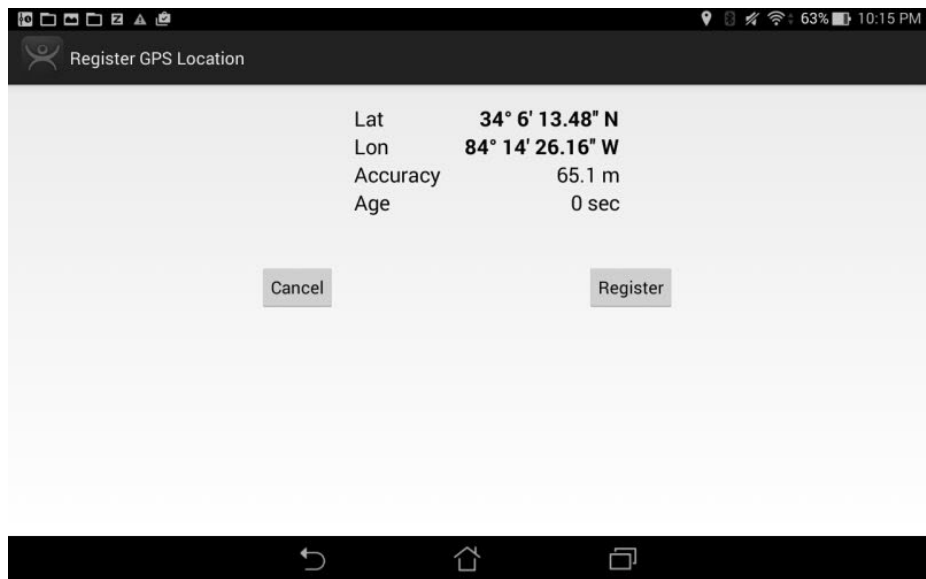 63% 10:15 PM
Register GPS Location
Lat 34° 6' 13.48" N
Lon 84° 14' 26.16" W
Accuracy 65.1 m
Age 0 sec
Cancel Register